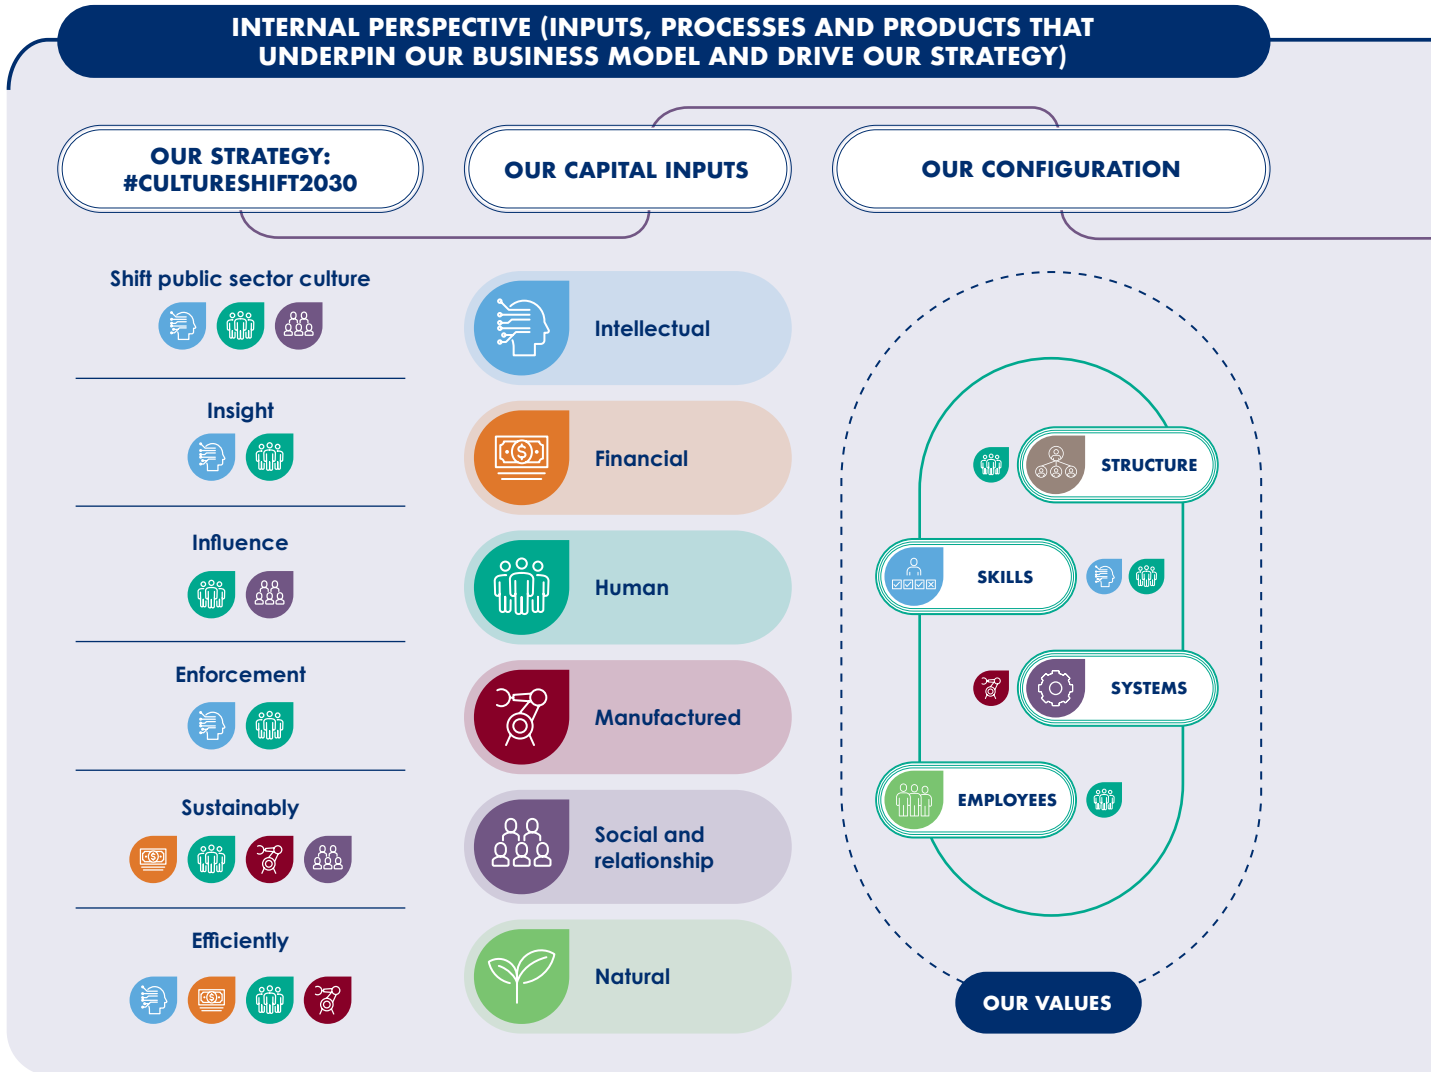 INTERNAL PERSPECTIVE (INPUTS, PROCESSES AND PRODUCTS THAT
UNDERPIN OUR BUSINESS MODEL AND DRIVE OUR STRATEGY)
OUR STRATEGY:
#CULTURESHIFT2030
Shift public sector culture
Insight
Influence
Enforcement
Sustainably
Efficiently
OUR CAPITAL INPUTS
Intellectual
Financial
Human
Manufactured
Social and
relationship
Natural
OUR CONFIGURATION
STRUCTURE
SKILLS
SYSTEMS
EMPLOYEES
OUR VALUES